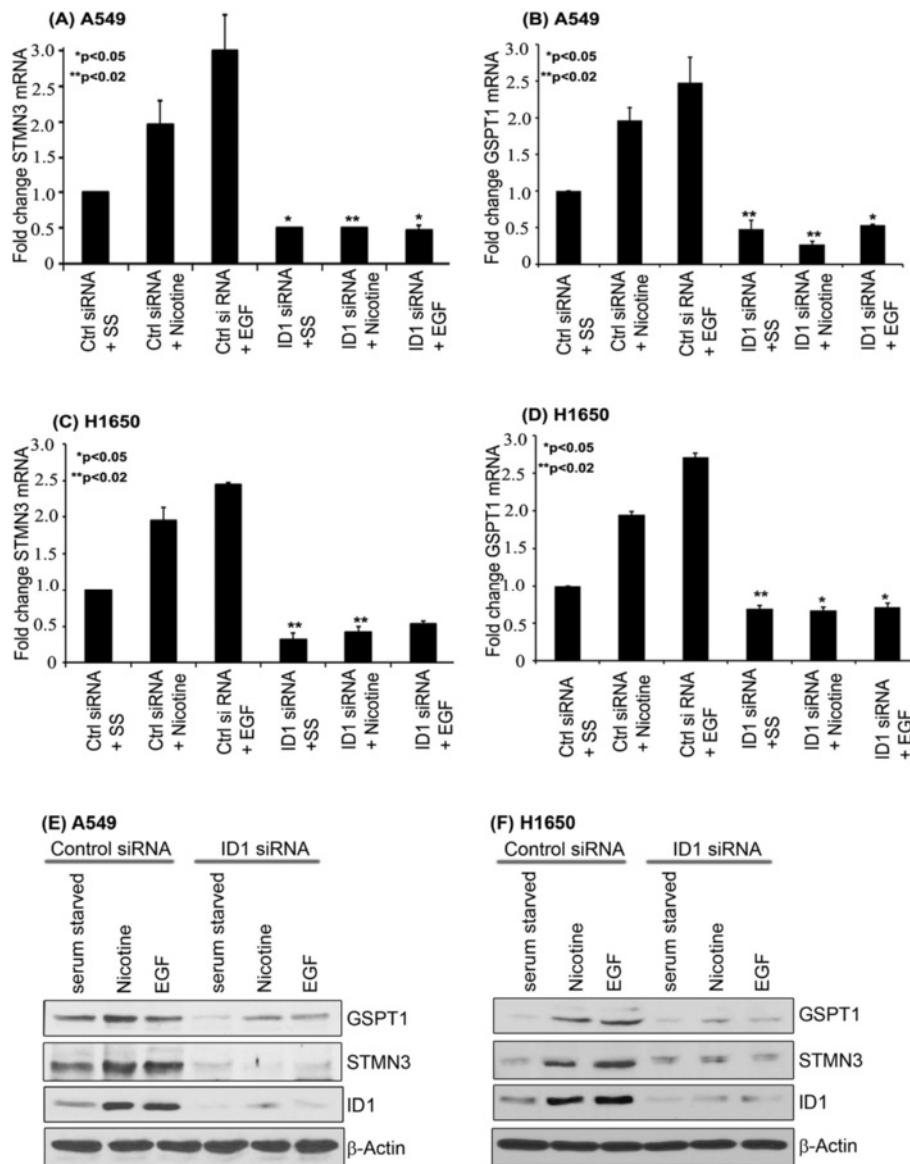 (A) A549
Fold change STMN3 mRNA
*p<0.05
**p<0.02
3.0
2.5
2.0
1.5
1.0
0.5
0
*
**
*
Ctrl siRNA
+ SS
Ctrl siRNA
+ Nicotine
Ctrl si RNA
+ EGF
ID1 siRNA
+SS
ID1 siRNA
+ Nicotine
ID1 siRNA
+ EGF
(B) A549
Fold change GSPT1 mRNA
*p<0.05
**p<0.02
3.0
2.5
2.0
1.5
1.0
0.5
0
**
**
*
Ctrl siRNA
+ SS
Ctrl siRNA
+ Nicotine
Ctrl si RNA
+ EGF
ID1 siRNA
+SS
ID1 siRNA
+ Nicotine
ID1 siRNA
+ EGF
(C) H1650
Fold change STMN3 mRNA
*p<0.05
**p<0.02
3.0
2.5
2.0
1.5
1.0
0.5
0
**
**
Ctrl siRNA
+ SS
Ctrl siRNA
+ Nicotine
Ctrl si RNA
+ EGF
ID1 siRNA
+SS
ID1 siRNA
+ Nicotine
ID1 siRNA
+ EGF
(D) H1650
Fold change GSPT1 mRNA
*p<0.05
**p<0.02
3.0
2.5
2.0
1.5
1.0
0.5
0
**
*
*
Ctrl siRNA
+ SS
Ctrl siRNA
+ Nicotine
Ctrl si RNA
+ EGF
ID1 siRNA
+SS
ID1 siRNA
+ Nicotine
ID1 siRNA
+ EGF
(E) A549
Control siRNA ID1 siRNA
serum starved
Nicotine
EGF
serum starved
Nicotine
EGF
GSPT1
STMN3
ID1
β-Actin
(F) H1650
Control siRNA ID1 siRNA
serum starved
Nicotine
EGF
serum starved
Nicotine
EGF
GSPT1
STMN3
ID1
β-Actin